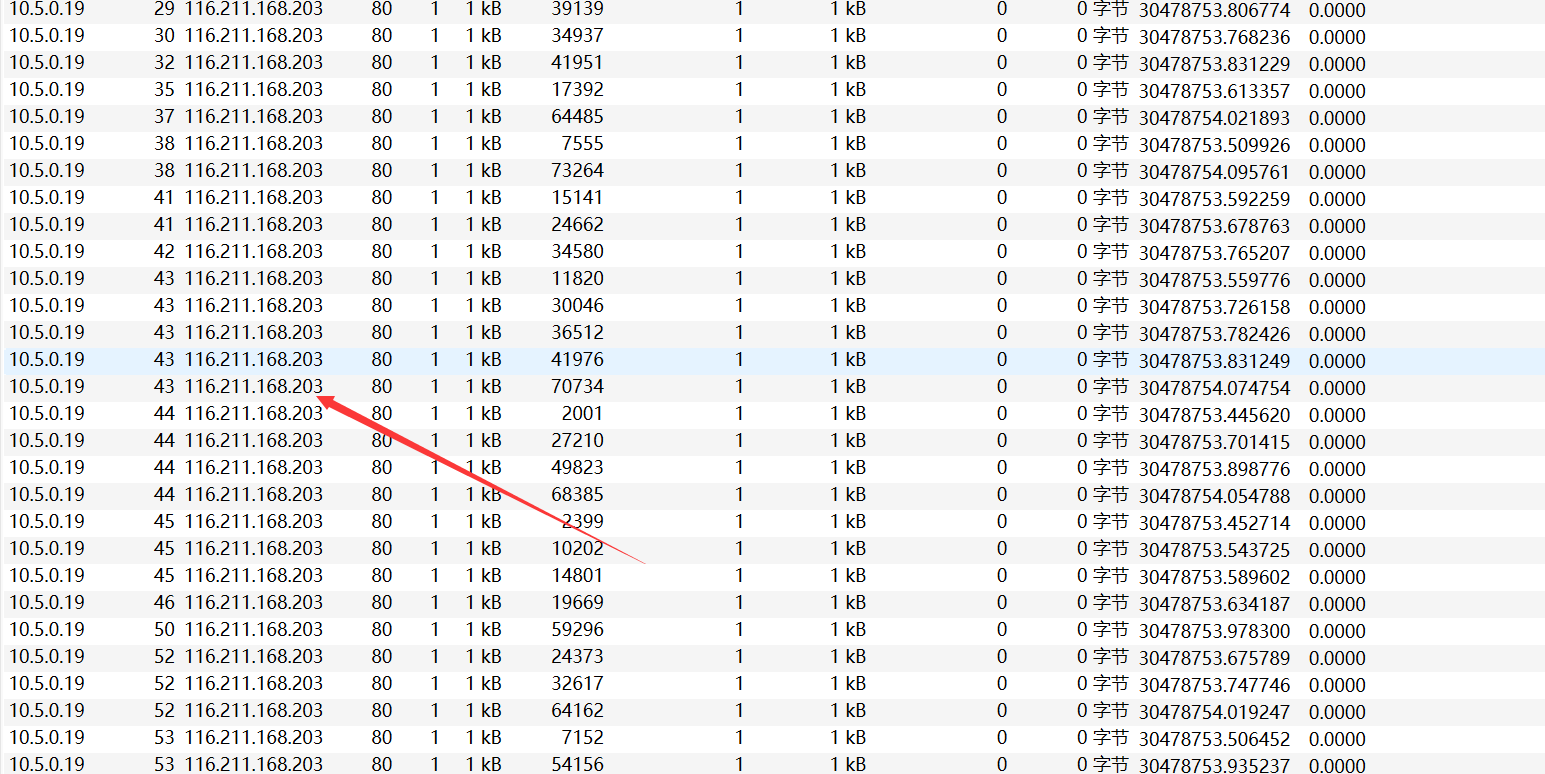 10.5.0.19 29 116.211.168.203 80 1 1 kB 39139 1 1 kB 0 0 字节 30478753.806774 0.0000
10.5.0.19 30 116.211.168.203 80 1 1 kB 34937 1 1 kB 0 0 字节 30478753.768236 0.0000
10.5.0.19 32 116.211.168.203 80 1 1 kB 41951 1 1 kB 0 0 字节 30478753.831229 0.0000
10.5.0.19 35 116.211.168.203 80 1 1 kB 17392 1 1 kB 0 0 字节 30478753.613357 0.0000
10.5.0.19 37 116.211.168.203 80 1 1 kB 64485 1 1 kB 0 0 字节 30478754.021893 0.0000
10.5.0.19 38 116.211.168.203 80 1 1 kB 7555 1 1 kB 0 0 字节 30478753.509926 0.0000
10.5.0.19 38 116.211.168.203 80 1 1 kB 73264 1 1 kB 0 0 字节 30478754.095761 0.0000
10.5.0.19 41 116.211.168.203 80 1 1 kB 15141 1 1 kB 0 0 字节 30478753.592259 0.0000
10.5.0.19 41 116.211.168.203 80 1 1 kB 24662 1 1 kB 0 0 字节 30478753.678763 0.0000
10.5.0.19 42 116.211.168.203 80 1 1 kB 34580 1 1 kB 0 0 字节 30478753.765207 0.0000
10.5.0.19 43 116.211.168.203 80 1 1 kB 11820 1 1 kB 0 0 字节 30478753.559776 0.0000
10.5.0.19 43 116.211.168.203 80 1 1 kB 30046 1 1 kB 0 0 字节 30478753.726158 0.0000
10.5.0.19 43 116.211.168.203 80 1 1 kB 36512 1 1 kB 0 0 字节 30478753.782426 0.0000
10.5.0.19 43 116.211.168.203 80 1 1 kB 41976 1 1 kB 0 0 字节 30478753.831249 0.0000
10.5.0.19 43 116.211.168.203 80 1 1 kB 70734 1 1 kB 0 0 字节 30478754.074754 0.0000
10.5.0.19 44 116.211.168.203 80 1 1 kB 2001 1 1 kB 0 0 字节 30478753.445620 0.0000
10.5.0.19 44 116.211.168.203 80 1 1 kB 27210 1 1 kB 0 0 字节 30478753.701415 0.0000
10.5.0.19 44 116.211.168.203 80 1 1 kB 49823 1 1 kB 0 0 字节 30478753.898776 0.0000
10.5.0.19 44 116.211.168.203 80 1 1 kB 68385 1 1 kB 0 0 字节 30478754.054788 0.0000
10.5.0.19 45 116.211.168.203 80 1 1 kB 2399 1 1 kB 0 0 字节 30478753.452714 0.0000
10.5.0.19 45 116.211.168.203 80 1 1 kB 10202 1 1 kB 0 0 字节 30478753.543725 0.0000
10.5.0.19 45 116.211.168.203 80 1 1 kB 14801 1 1 kB 0 0 字节 30478753.589602 0.0000
10.5.0.19 46 116.211.168.203 80 1 1 kB 19669 1 1 kB 0 0 字节 30478753.634187 0.0000
10.5.0.19 50 116.211.168.203 80 1 1 kB 59296 1 1 kB 0 0 字节 30478753.978300 0.0000
10.5.0.19 52 116.211.168.203 80 1 1 kB 24373 1 1 kB 0 0 字节 30478753.675789 0.0000
10.5.0.19 52 116.211.168.203 80 1 1 kB 32617 1 1 kB 0 0 字节 30478753.747746 0.0000
10.5.0.19 52 116.211.168.203 80 1 1 kB 64162 1 1 kB 0 0 字节 30478754.019247 0.0000
10.5.0.19 53 116.211.168.203 80 1 1 kB 7152 1 1 kB 0 0 字节 30478753.506452 0.0000
10.5.0.19 53 116.211.168.203 80 1 1 kB 54156 1 1 kB 0 0 字节 30478753.935237 0.0000